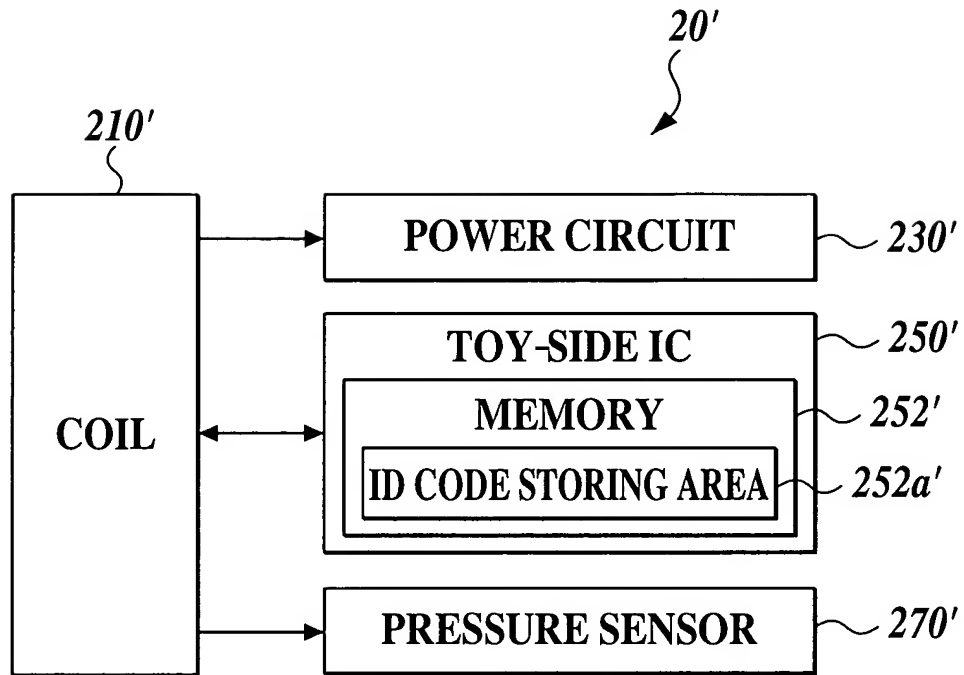 20'
210'
POWER CIRCUIT
230'
TOY-SIDE IC
250'
MEMORY
252'
COIL
ID CODE STORING AREA
252a'
PRESSURE SENSOR
270'